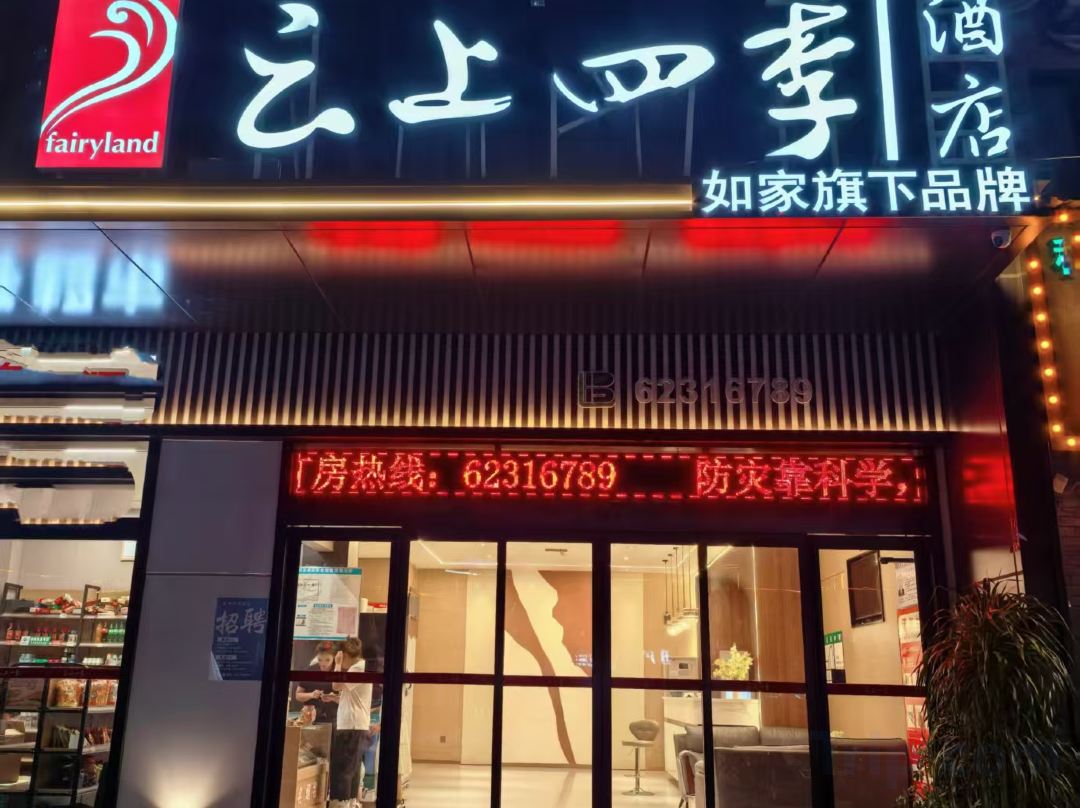 fairyland
云上四季
酒店
如家旗下品牌
62316789
订房热线：62316789 防灾靠科学，
招聘